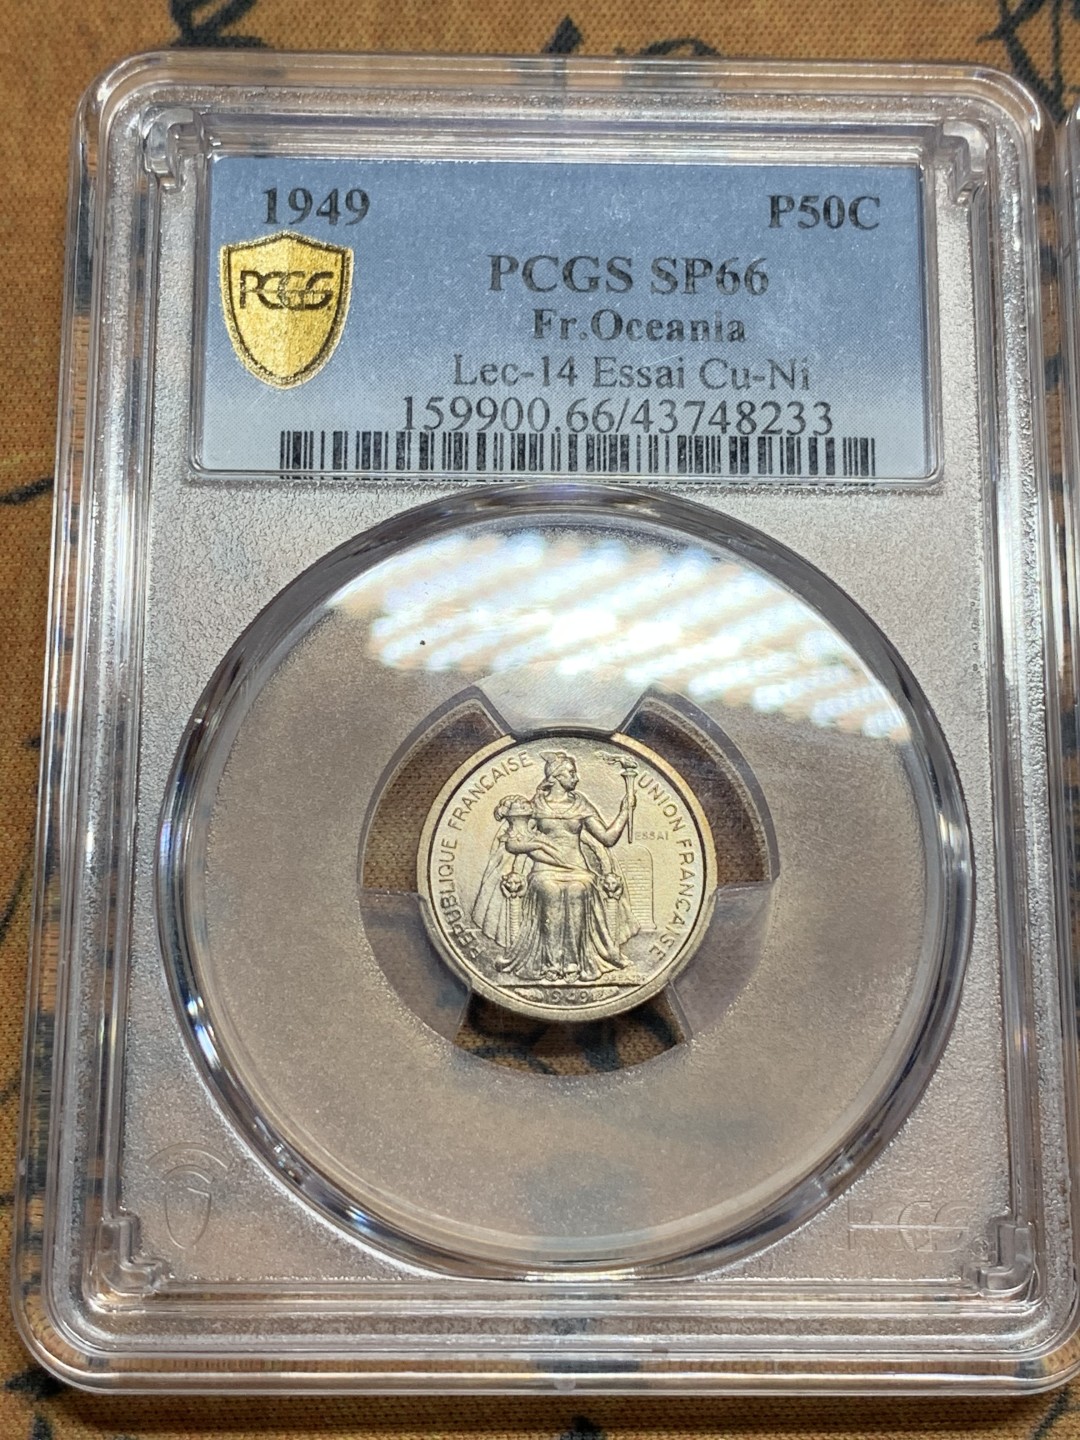 1949 P50C
PCGS SP66
PCGS
Fr.Oceania
Lec-14 Essai Cu-Ni
159900.66/43748233
REPUBLIQUE FRANCAISE
UNION FRANÇAISE
ESSAI
1949
PCGS